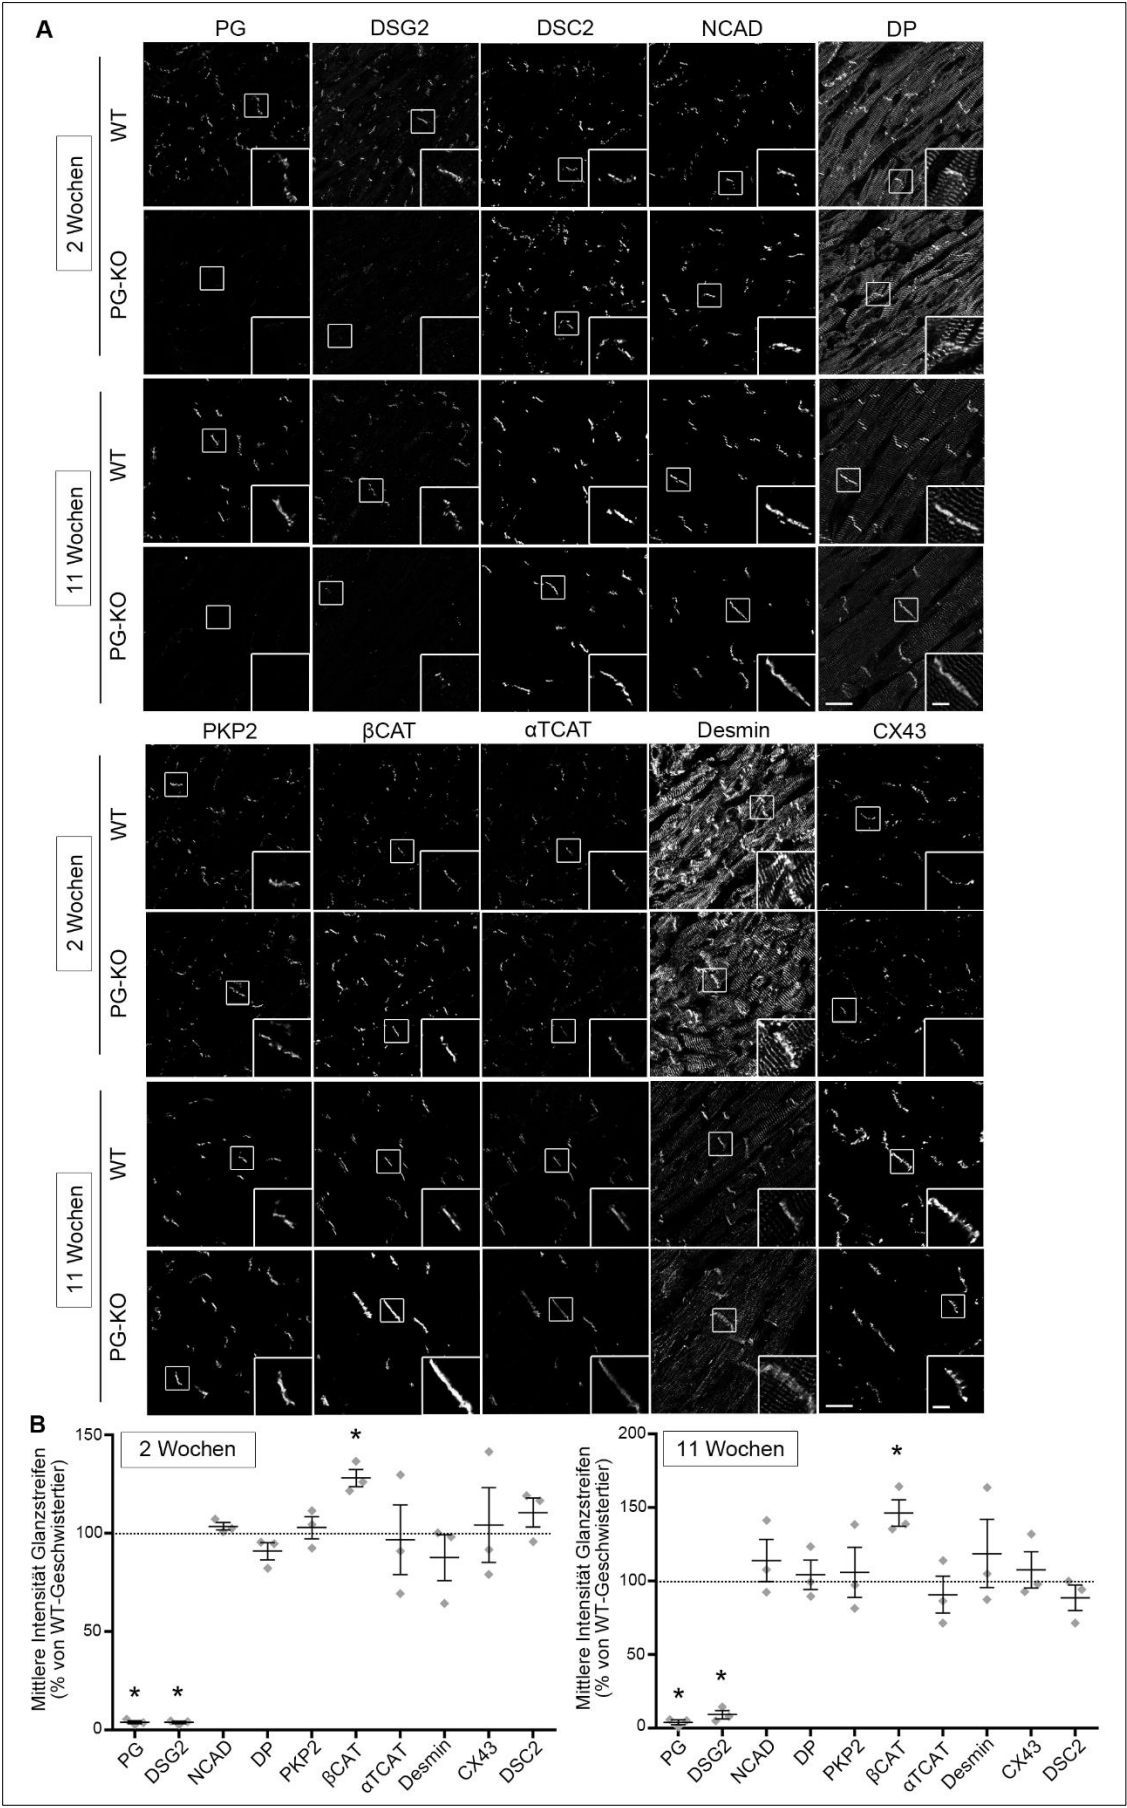 A
PG DSG2 DSC2 NCAD DP
2 Wochen
WT
PG-KO
11 Wochen
WT
PG-KO
PKP2 βCAT αTCAT Desmin CX43
2 Wochen
WT
PG-KO
11 Wochen
WT
PG-KO
B
Mittlere Intensität Glanzstreifen
(% von WT-Geschwistertier)
2 Wochen
150
100
50
0
* * *
PG DSG2 NCAD DP PKP2 βCAT αTCAT Desmin CX43 DSC2
Mittlere Intensität Glanzstreifen
(% von WT-Geschwistertier)
11 Wochen
200
150
100
50
0
* * *
PG DSG2 NCAD DP PKP2 βCAT αTCAT Desmin CX43 DSC2